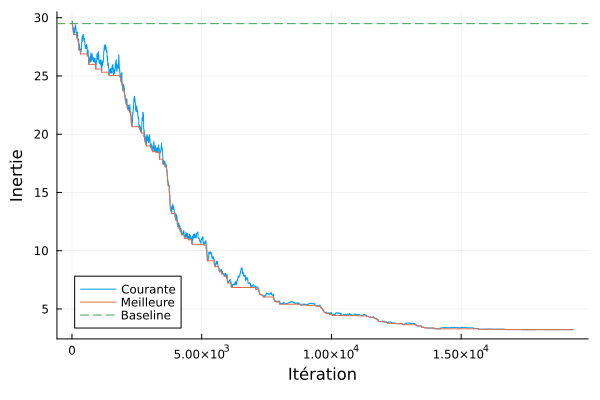 30
25
20
15
10
5
Inertie
Courante
Meilleure
Baseline
0
5.00×10³
1.00×10⁴
1.50×10⁴
Itération